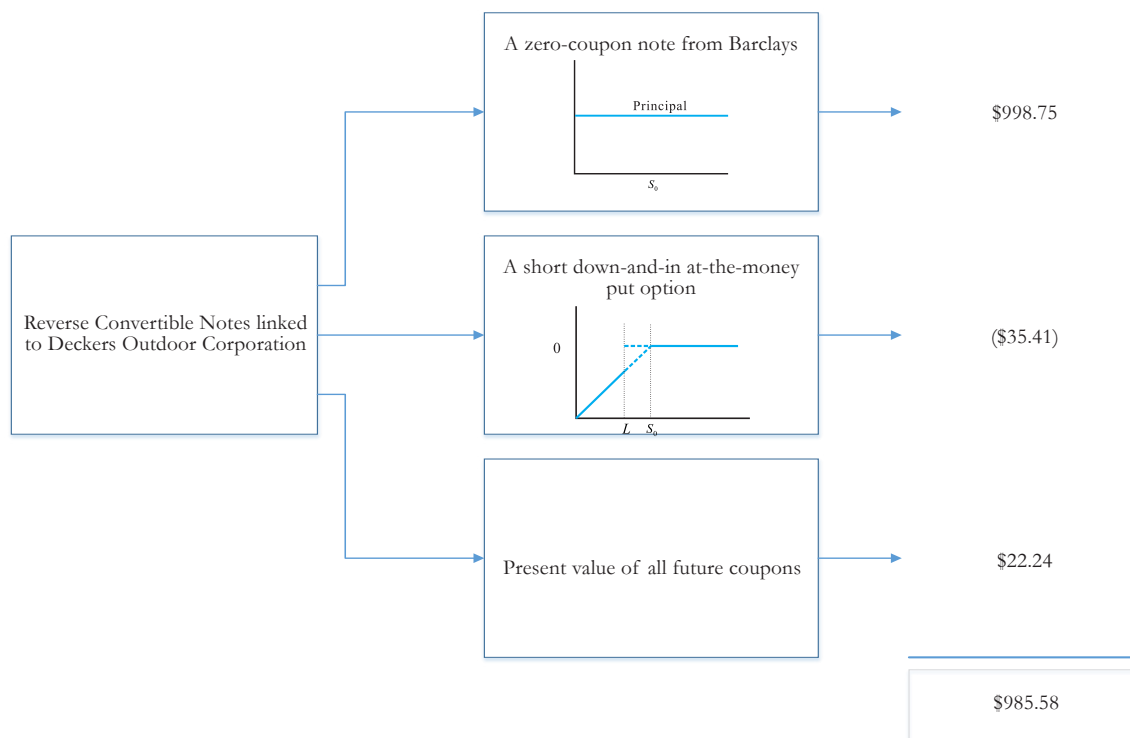 A zero-coupon note from Barclays
Principal
S₀
$998.75
Reverse Convertible Notes linked
to Deckers Outdoor Corporation
A short down-and-in at-the-money
put option
0
L S₀
($35.41)
Present value of all future coupons
$22.24
$985.58